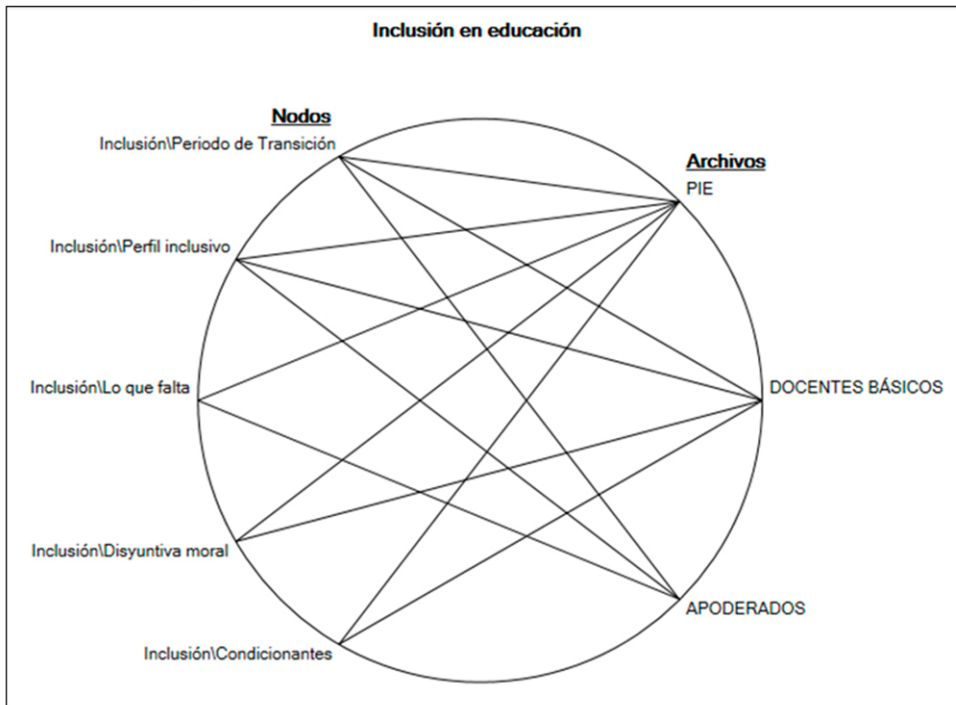 Inclusión en educación
Nodos
Inclusión\Periodo de Transición
Inclusión\Perfil inclusivo
Inclusión\Lo que falta
Inclusión\Disyuntiva moral
Inclusión\Condicionantes
Archivos
PIE
DOCENTES BÁSICOS
APODERADOS